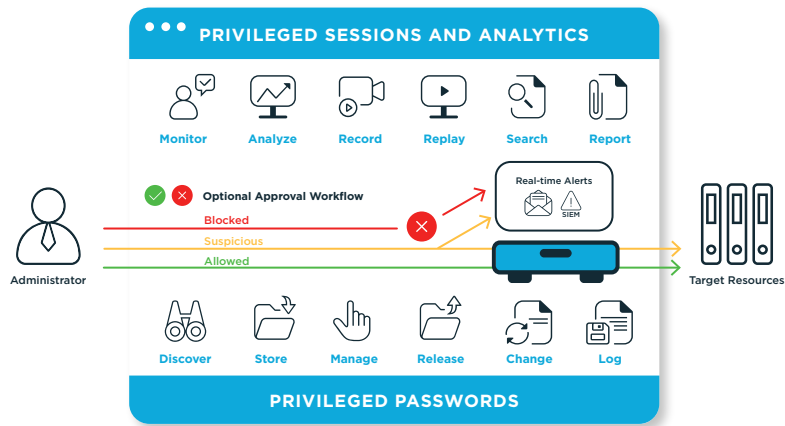 PRIVILEGED SESSIONS AND ANALYTICS
Monitor
Analyze
Record
Replay
Search
Report
Real-time Alerts
SIEM
Optional Approval Workflow
Blocked
Suspicious
Allowed
Administrator
Target Resources
Discover
Store
Manage
Release
Change
Log
PRIVILEGED PASSWORDS